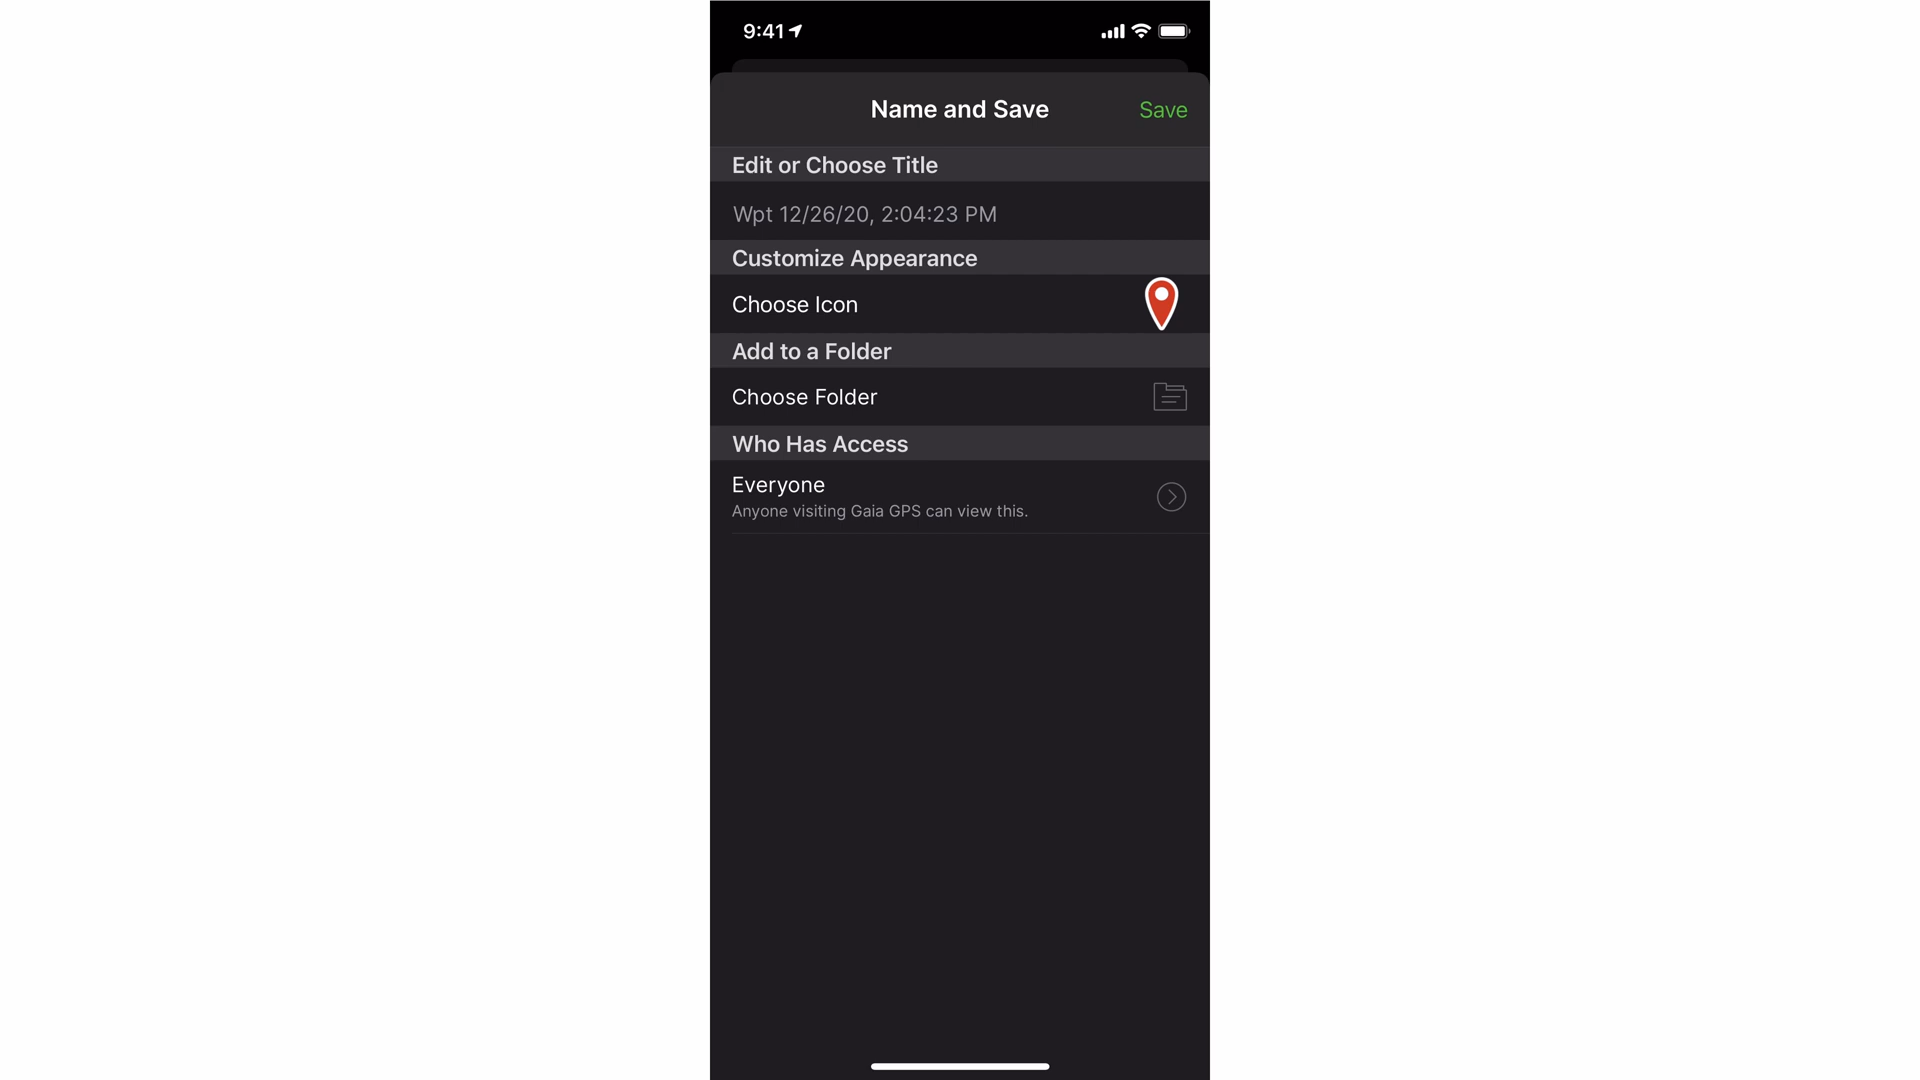 9:41
Name and Save
Save
Edit or Choose Title
Wpt 12/26/20, 2:04:23 PM
Customize Appearance
Choose Icon
Add to a Folder
Choose Folder
Who Has Access
Everyone
Anyone visiting Gaia GPS can view this.